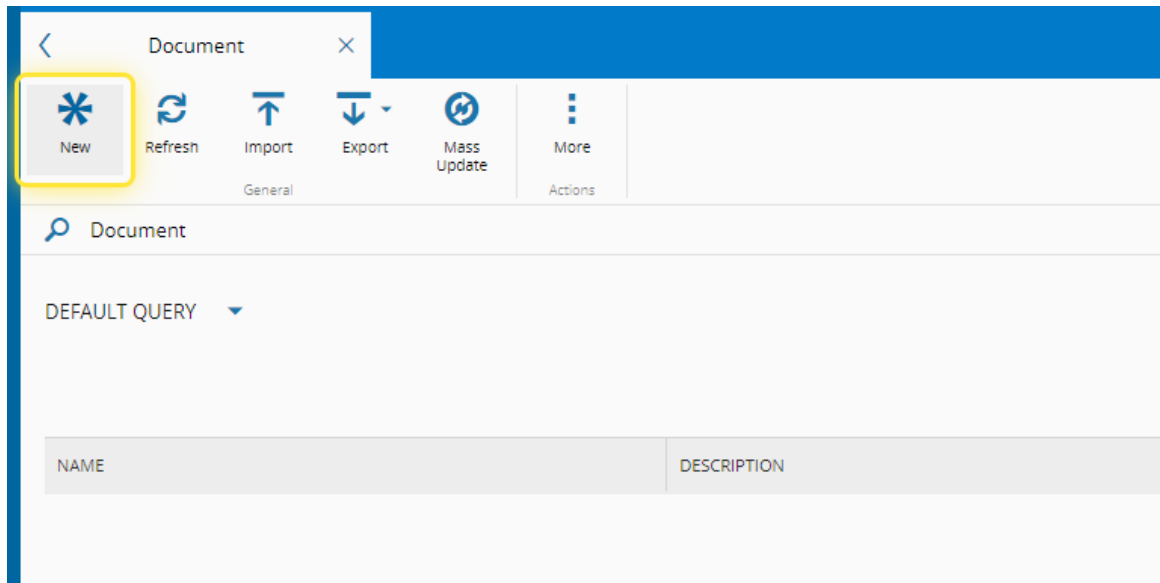 Document
New
Refresh
Import
Export
Mass
Update
More
General
Actions
Document
DEFAULT QUERY
NAME
DESCRIPTION